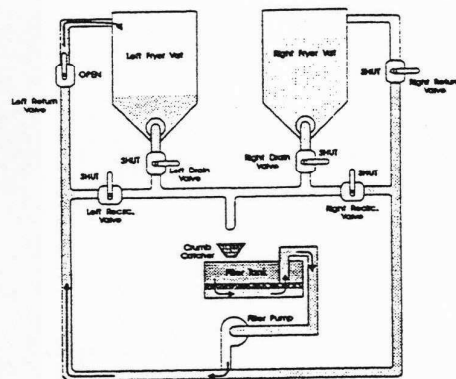 Left Fryer Vat
Right Fryer Vat
OPEN
SHUT
Left Return
Valve
Right Return
Valve
SHUT
Left Drain
Valve
Right Drain
Valve
SHUT
SHUT
SHUT
Left Recirc.
Valve
Right Recirc.
Valve
Crumb
Catcher
Filter Tank
Filter Pump